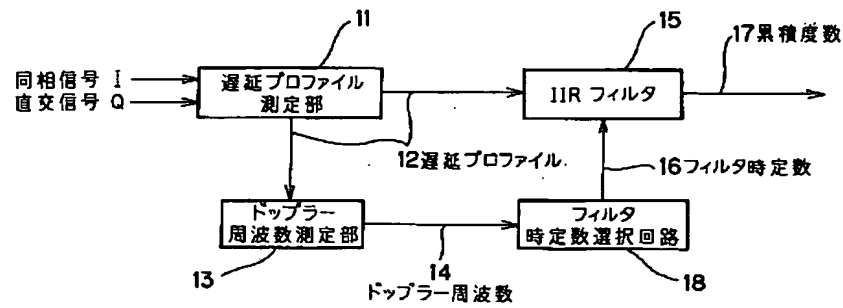 11
15
17累積度数
同相信号 I
直交信号 Q
遅延プロファイル
測定部
IIR フィルタ
12遅延プロファイル
16フィルタ時定数
ドップラー
周波数測定部
フィルタ
時定数選択回路
13
14
ドップラー周波数
18